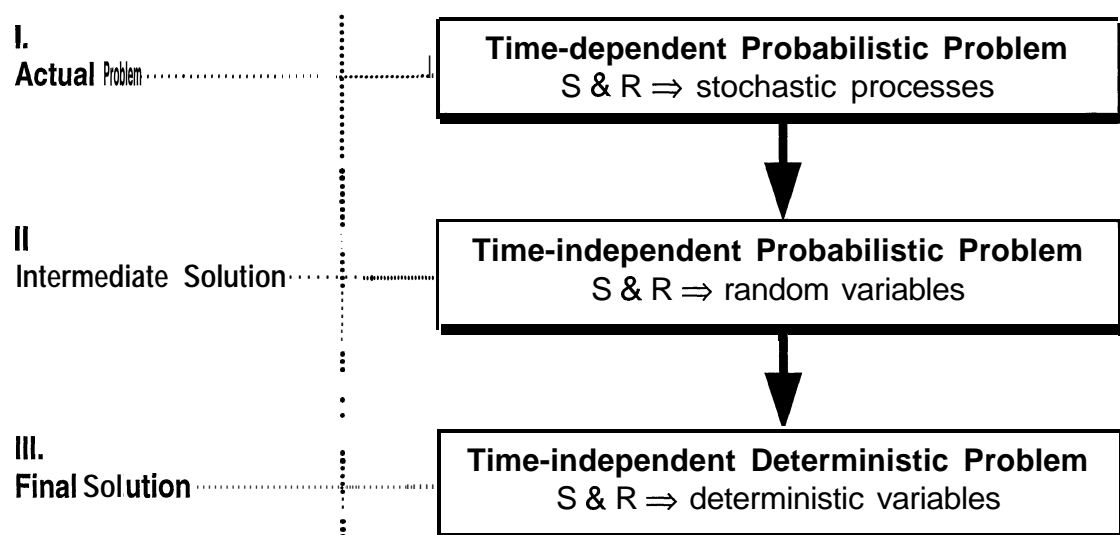 I.
Actual Problem
Time-dependent Probabilistic Problem
S & R ⇒ stochastic processes
II
Intermediate Solution
Time-independent Probabilistic Problem
S & R ⇒ random variables
III.
Final Solution
Time-independent Deterministic Problem
S & R ⇒ deterministic variables